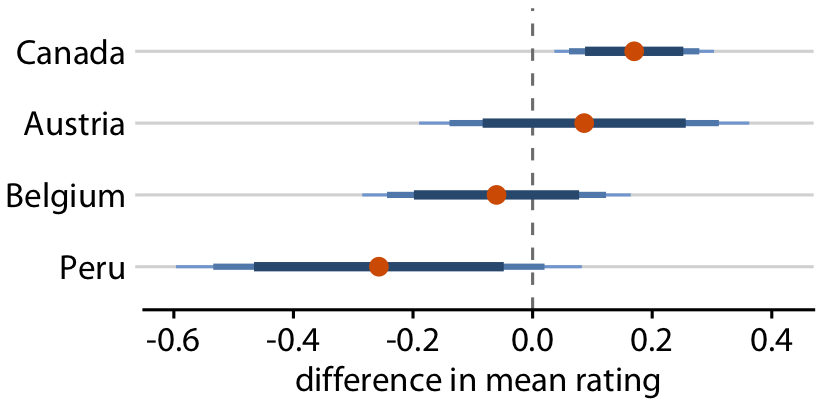 Canada
Austria
Belgium
Peru
-0.6 -0.4 -0.2 0.0 0.2 0.4
difference in mean rating